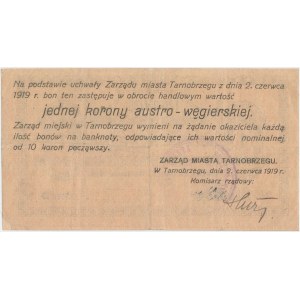 Na podstawie uchwały Zarządu miasta Tarnobrzegu z dnia 2. czerwca
1919 r. bon ten zastępuje w obrocie handlowym wartość
jednej korony austro-węgierskiej.
Zarząd miejski w Tarnobrzegu wymieni na żądanie okaziciela każdą
ilość bonów na banknoty, odpowiadające ich wartości nominalnej
od 10 koron począwszy.
ZARZĄD MIASTA TARNOBRZEGU.
W Tarnobrzegu, dnia 2. czerwca 1919 r.
Komisarz rządowy: